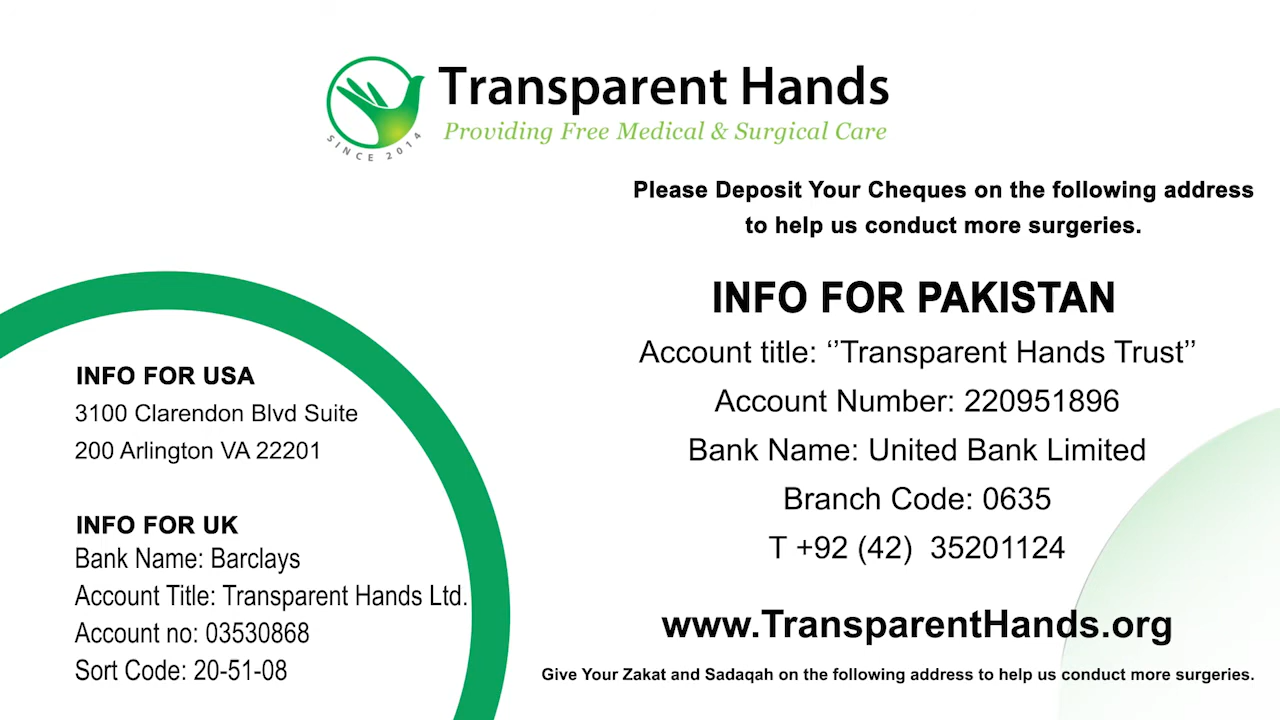 Transparent Hands
Providing Free Medical & Surgical Care
SINCE 2014
Please Deposit Your Cheques on the following address
to help us conduct more surgeries.
INFO FOR PAKISTAN
Account title: ‘’Transparent Hands Trust’’
Account Number: 220951896
Bank Name: United Bank Limited
Branch Code: 0635
T +92 (42)  35201124
INFO FOR USA
3100 Clarendon Blvd Suite
200 Arlington VA 22201
INFO FOR UK
Bank Name: Barclays
Account Title: Transparent Hands Ltd.
Account no: 03530868
Sort Code: 20-51-08
www.TransparentHands.org
Give Your Zakat and Sadaqah on the following address to help us conduct more surgeries.